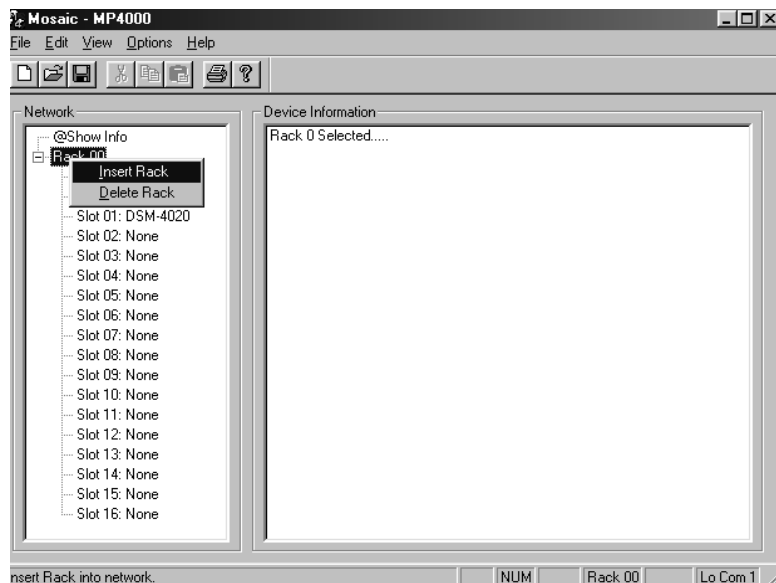 Mosaic - MP4000
File Edit View Options Help
Network
@Show Info
Rack 00
Insert Rack
Delete Rack
Slot 01: DSM-4020
Slot 02: None
Slot 03: None
Slot 04: None
Slot 05: None
Slot 06: None
Slot 07: None
Slot 08: None
Slot 09: None
Slot 10: None
Slot 11: None
Slot 12: None
Slot 13: None
Slot 14: None
Slot 15: None
Slot 16: None
Device Information
Rack 0 Selected.....
nsert Rack into network. NUM Rack 00 Lo Com 1